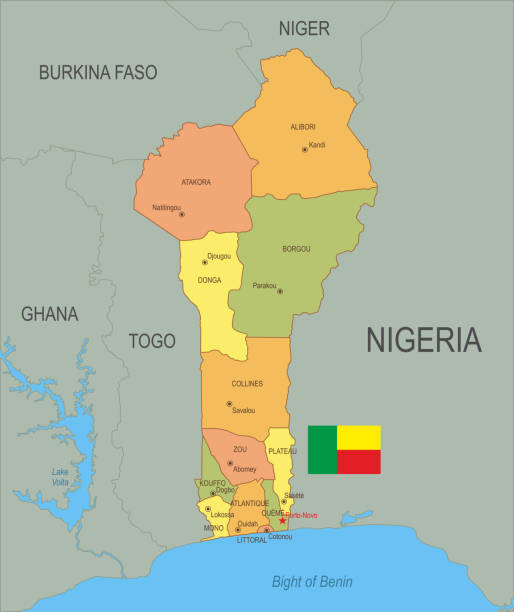 NIGER
BURKINA FASO
ALIBORI
Kandi
ATAKORA
Natitingou
BORGOU
Djougou
DONGA
Parakou
GHANA
TOGO
NIGERIA
COLLINES
Savalou
ZOU
PLATEAU
Abomey
Lake
Volta
KOUFFO
Dogbo
Sakété
ATLANTIQUE
Lokossa
OUÉMÉ
Porto-Novo
MONO
Ouidah
Cotonou
LITTORAL
Bight of Benin